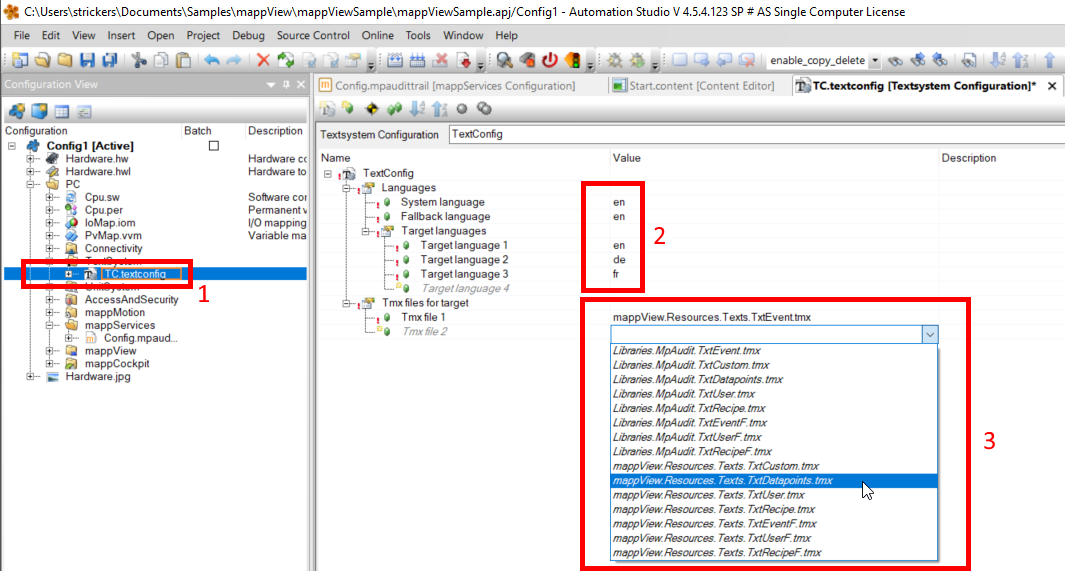 C:\Users\strickers\Documents\Samples\mappView\mappViewSample\mappViewSample.apj/Config1 - Automation Studio V 4.5.4.123 SP # AS Single Computer License
File Edit View Insert Open Project Debug Source Control Online Tools Window Help
enable_copy_delete
Configuration View
Config.mpaudittrail [mappServices Configuration]
Start.content [Content Editor]
TC.textconfig [Textsystem Configuration]*
Textsystem Configuration TextConfig
Configuration Batch Description
Config1 [Active]
Hardware.hw Hardware co
Hardware.hwl Hardware to
PC
Cpu.sw Software con
Cpu.per Permanent v
IoMap.iom I/O mapping
PvMap.vvm Variable ma
Connectivity
TextSystem
TC.textconfig
1
UnitSystem
AccessAndSecurity
mappMotion
mappServices
Config.mpaud...
mappView
mappCockpit
Hardware.jpg
Name Value Description
TextConfig
Languages
System language en
Fallback language en
Target languages
Target language 1 en
Target language 2 de
Target language 3 fr
Target language 4
2
Tmx files for target
Tmx file 1 mappView.Resources.Texts.TxtEvent.tmx
Tmx file 2
Libraries.MpAudit.TxtEvent.tmx
Libraries.MpAudit.TxtCustom.tmx
Libraries.MpAudit.TxtDatapoints.tmx
Libraries.MpAudit.TxtUser.tmx
Libraries.MpAudit.TxtRecipe.tmx
Libraries.MpAudit.TxtEventF.tmx
Libraries.MpAudit.TxtUserF.tmx
Libraries.MpAudit.TxtRecipeF.tmx
mappView.Resources.Texts.TxtCustom.tmx
mappView.Resources.Texts.TxtDatapoints.tmx
mappView.Resources.Texts.TxtUser.tmx
mappView.Resources.Texts.TxtRecipe.tmx
mappView.Resources.Texts.TxtEventF.tmx
mappView.Resources.Texts.TxtUserF.tmx
mappView.Resources.Texts.TxtRecipeF.tmx
3